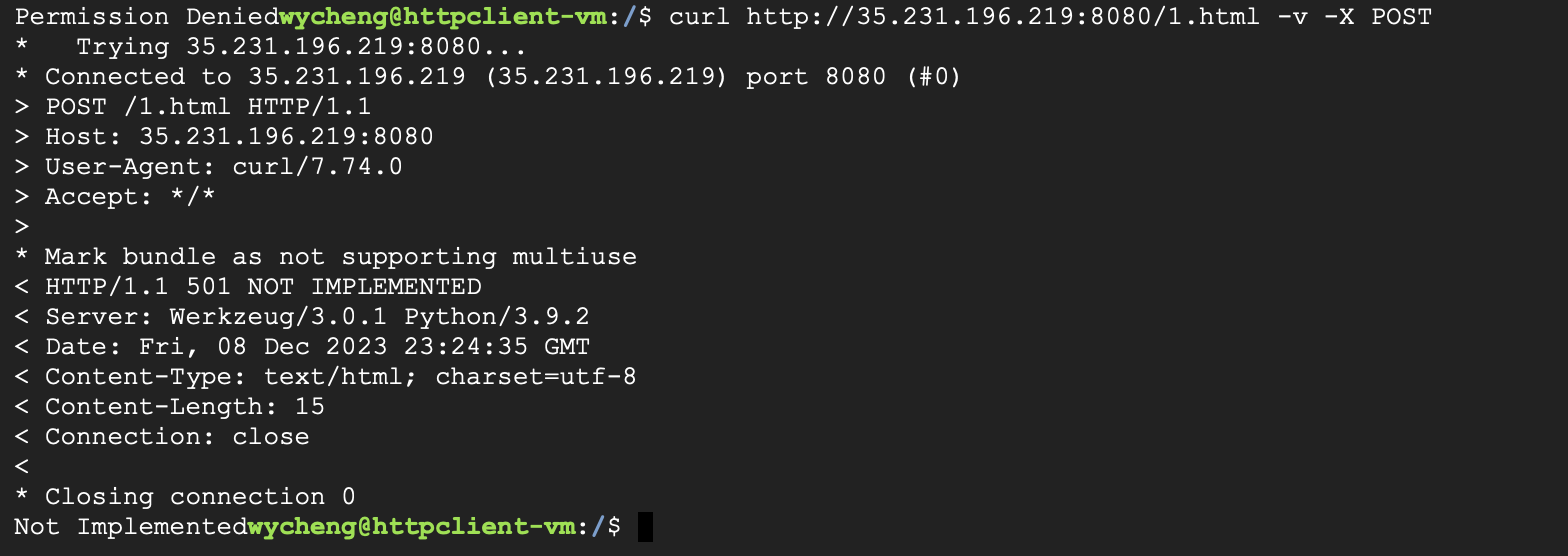 Permission Deniedwycheng@httpclient-vm:/$ curl http://35.231.196.219:8080/1.html -v -X POST
*   Trying 35.231.196.219:8080...
* Connected to 35.231.196.219 (35.231.196.219) port 8080 (#0)
> POST /1.html HTTP/1.1
> Host: 35.231.196.219:8080
> User-Agent: curl/7.74.0
> Accept: */*
>
* Mark bundle as not supporting multiuse
< HTTP/1.1 501 NOT IMPLEMENTED
< Server: Werkzeug/3.0.1 Python/3.9.2
< Date: Fri, 08 Dec 2023 23:24:35 GMT
< Content-Type: text/html; charset=utf-8
< Content-Length: 15
< Connection: close
<
* Closing connection 0
Not Implementedwycheng@httpclient-vm:/$